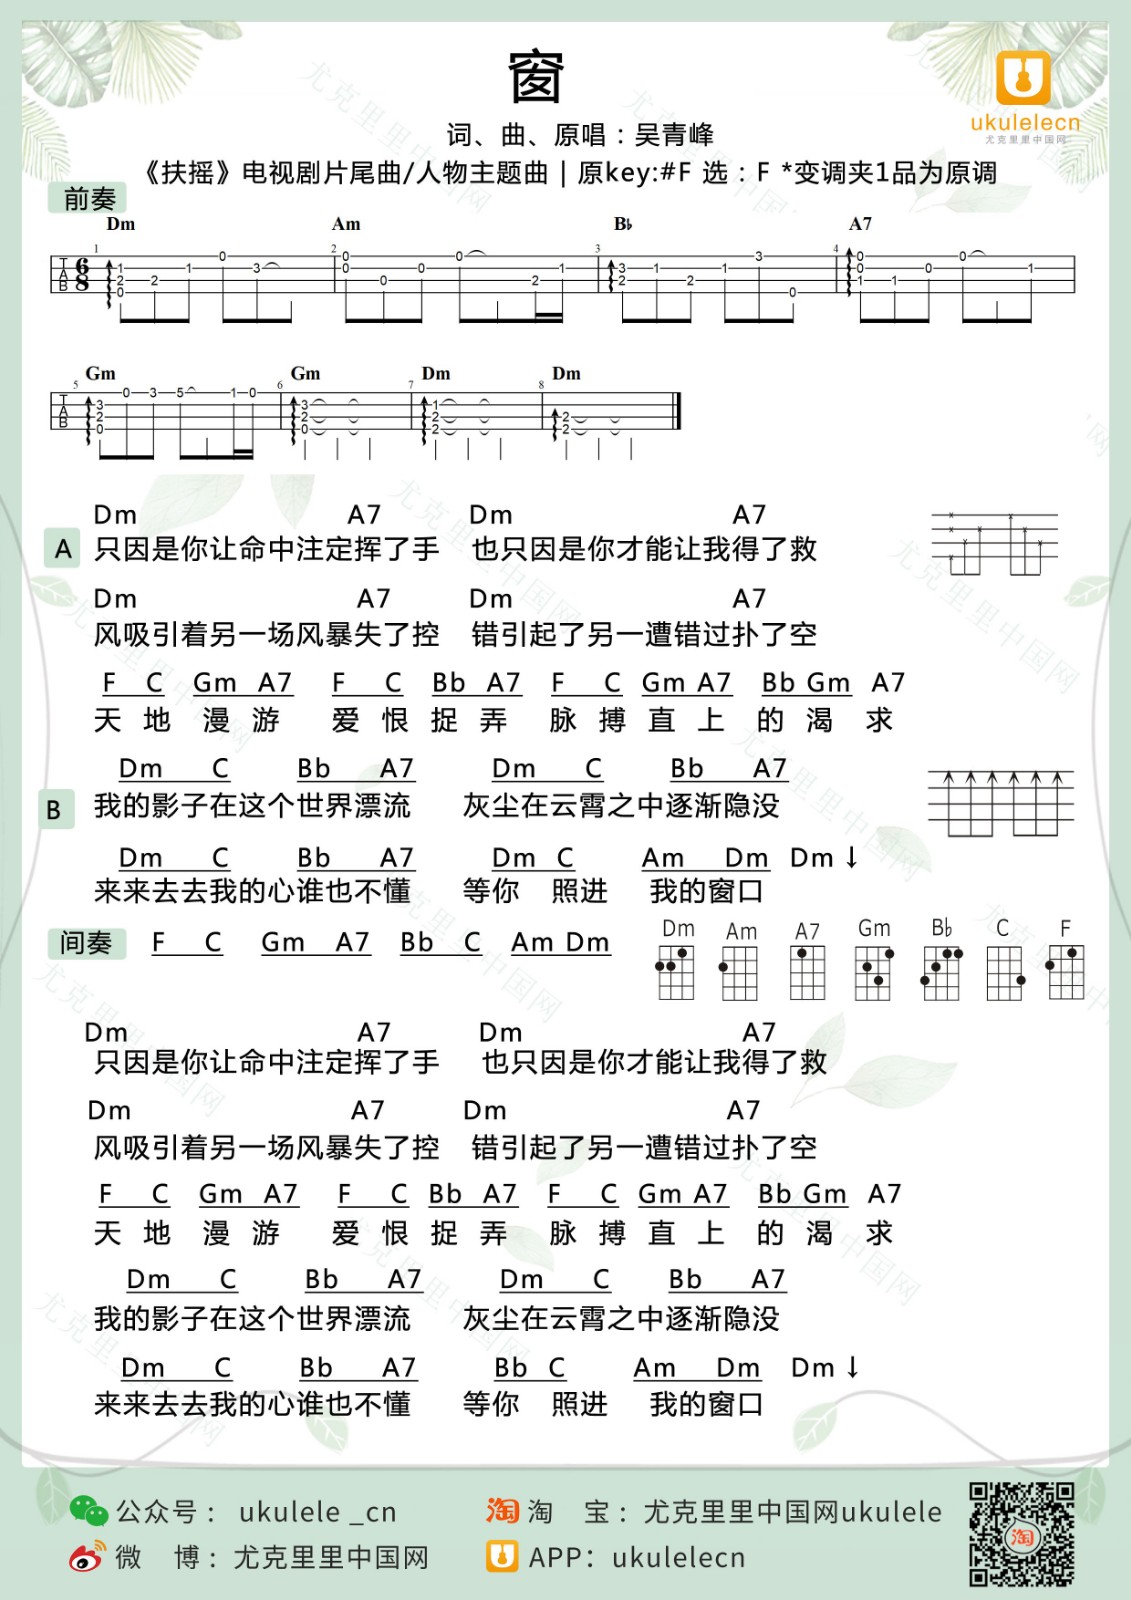 窗
ukulelecn
尤克里里中国网
词、曲、原唱：吴青峰
《扶摇》电视剧片尾曲/人物主题曲 | 原key:#F 选：F *变调夹1品为原调
前奏
Dm Am B♭ A7
Gm Gm Dm Dm
Dm A7 Dm A7
A 只因是你让命中注定挥了手 也只因是你才能让我得了救
Dm A7 Dm A7
风吸引着另一场风暴失了控 错引起了另一遭错过扑了空
F C Gm A7 F C Bb A7 F C Gm A7 Bb Gm A7
天 地 漫 游 爱 恨 捉 弄 脉 搏 直 上 的 渴 求
Dm C Bb A7 Dm C Bb A7
B 我的影子在这个世界漂流 灰尘在云霄之中逐渐隐没
Dm C Bb A7 Dm C Am Dm Dm↓
来来去去我的心谁也不懂 等你 照进 我的窗口
间奏 F C Gm A7 Bb C Am Dm
Dm Am A7 Gm B♭ C F
Dm A7 Dm A7
只因是你让命中注定挥了手 也只因是你才能让我得了救
Dm A7 Dm A7
风吸引着另一场风暴失了控 错引起了另一遭错过扑了空
F C Gm A7 F C Bb A7 F C Gm A7 Bb Gm A7
天 地 漫 游 爱 恨 捉 弄 脉 搏 直 上 的 渴 求
Dm C Bb A7 Dm C Bb A7
我的影子在这个世界漂流 灰尘在云霄之中逐渐隐没
Dm C Bb A7 Bb C Am Dm Dm↓
来来去去我的心谁也不懂 等你 照进 我的窗口
公众号： ukulele _cn
淘 淘 宝：尤克里里中国网ukulele
微 博：尤克里里中国网
APP：ukulelecn
淘